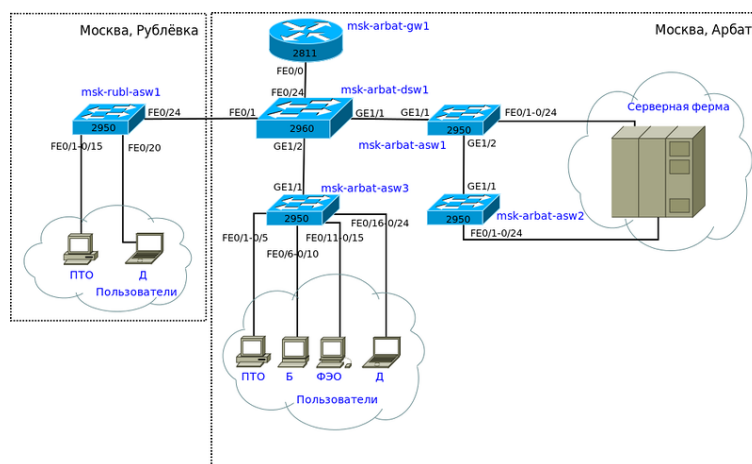 Москва, Рублёвка
msk-arbat-gw1
Москва, Арбат
2811
FE0/0
msk-rubl-asw1
FE0/24
msk-arbat-dsw1
FE0/24
FE0/1
GE1/1
GE1/1
FE0/1-0/24
Серверная ферма
2950
2960
2950
msk-arbat-asw1
FE0/1-0/15
FE0/20
GE1/2
GE1/2
GE1/1
GE1/1
msk-arbat-asw3
2950
2950
msk-arbat-asw2
FE0/16-0/24
FE0/1-0/5
FE0/11-0/15
FE0/1-0/24
FE0/6-0/10
ПТО
Д
Пользователи
ПТО
Б
ФЭО
Д
Пользователи